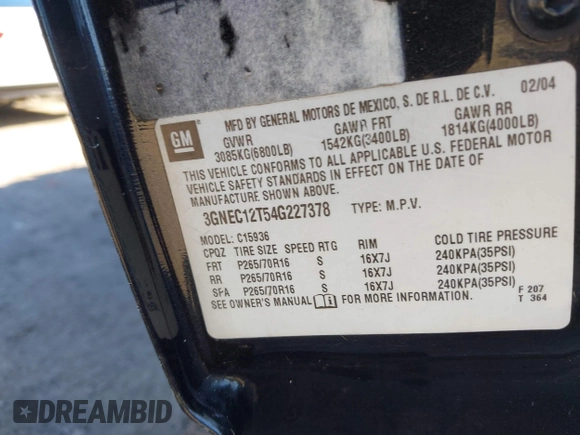 GM
MFD BY GENERAL MOTORS DE MEXICO, S. DE R.L. DE C.V. 02/04
GVWR GAWR FRT GAWR RR
3085KG(6800LB) 1542KG(3400LB) 1814KG(4000LB)
THIS VEHICLE CONFORMS TO ALL APPLICABLE U.S. FEDERAL MOTOR
VEHICLE SAFETY STANDARDS IN EFFECT ON THE DATE OF
MANUFACTURE SHOWN ABOVE.
3GNEC12T54G227378 TYPE: M.P.V.
MODEL: C15936
CPQZ TIRE SIZE SPEED RTG RIM COLD TIRE PRESSURE
FRT P265/70R16 S 16X7J 240KPA(35PSI)
RR P265/70R16 S 16X7J 240KPA(35PSI)
SPA P265/70R16 S 16X7J 240KPA(35PSI)
SEE OWNER'S MANUAL FOR MORE INFORMATION.
F 207
T 364
DREAMBID